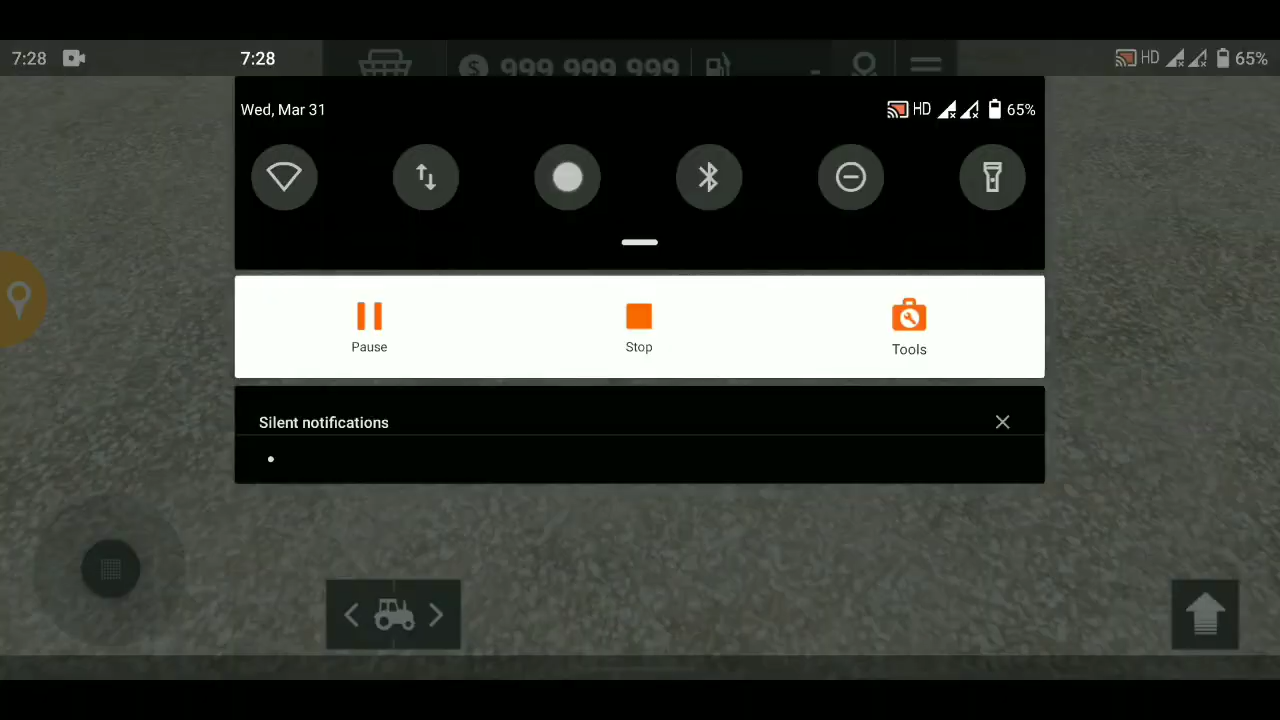 7:28
7:28
HD
65%
999 999 999
-
Wed, Mar 31
HD
65%
Pause
Stop
Tools
Silent notifications